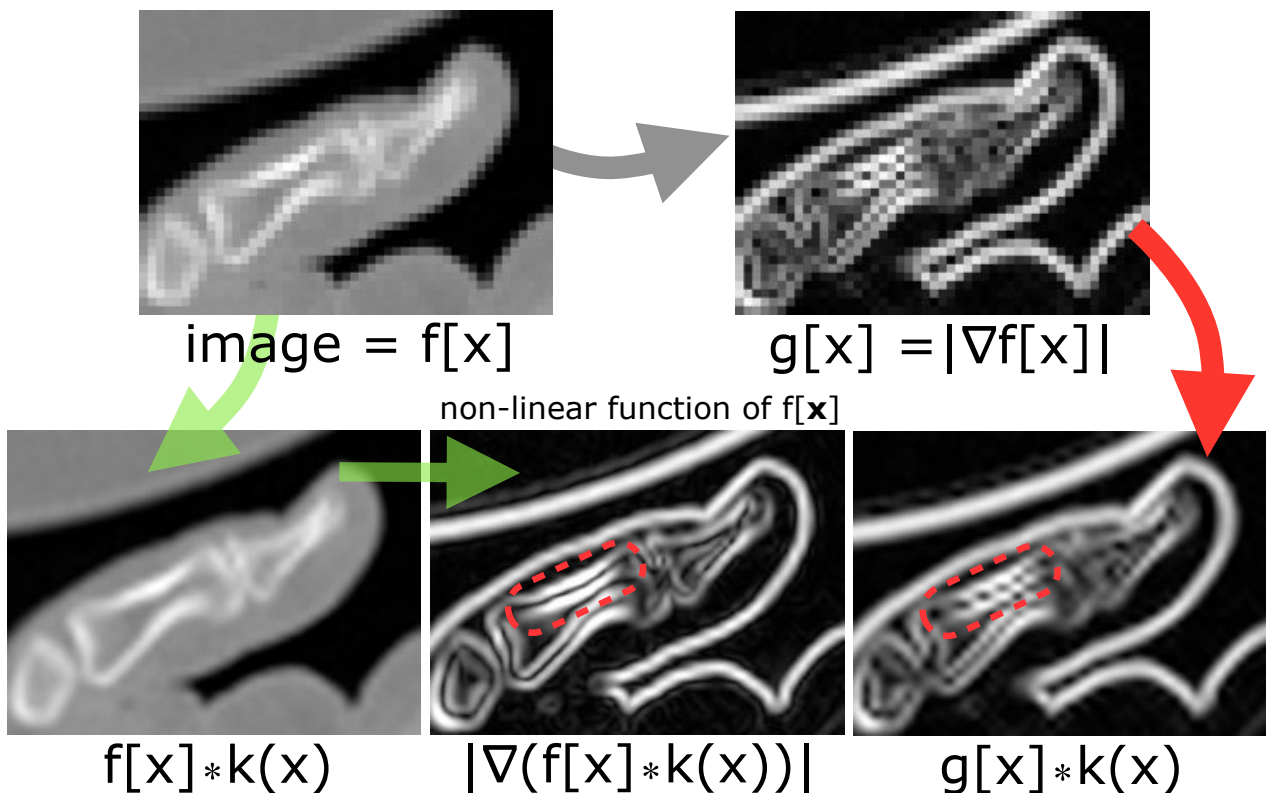 image = f[x]
g[x] =|∇f[x]|
non-linear function of f[x]
f[x]*k(x)
|∇(f[x]*k(x))|
g[x]*k(x)